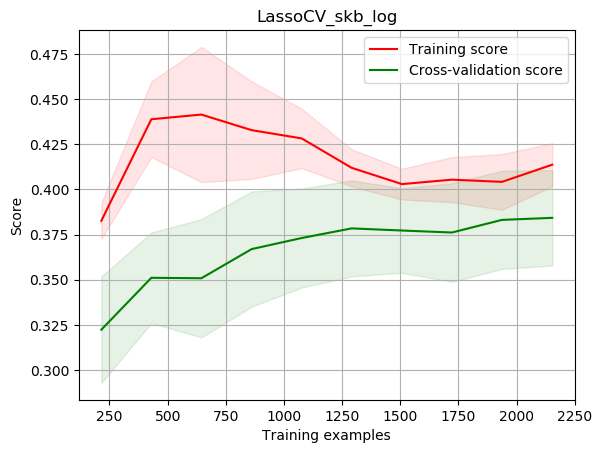 LassoCV_skb_log
Training score
Cross-validation score
0.475
0.450
0.425
0.400
0.375
0.350
0.325
0.300
Score
250 500 750 1000 1250 1500 1750 2000 2250
Training examples